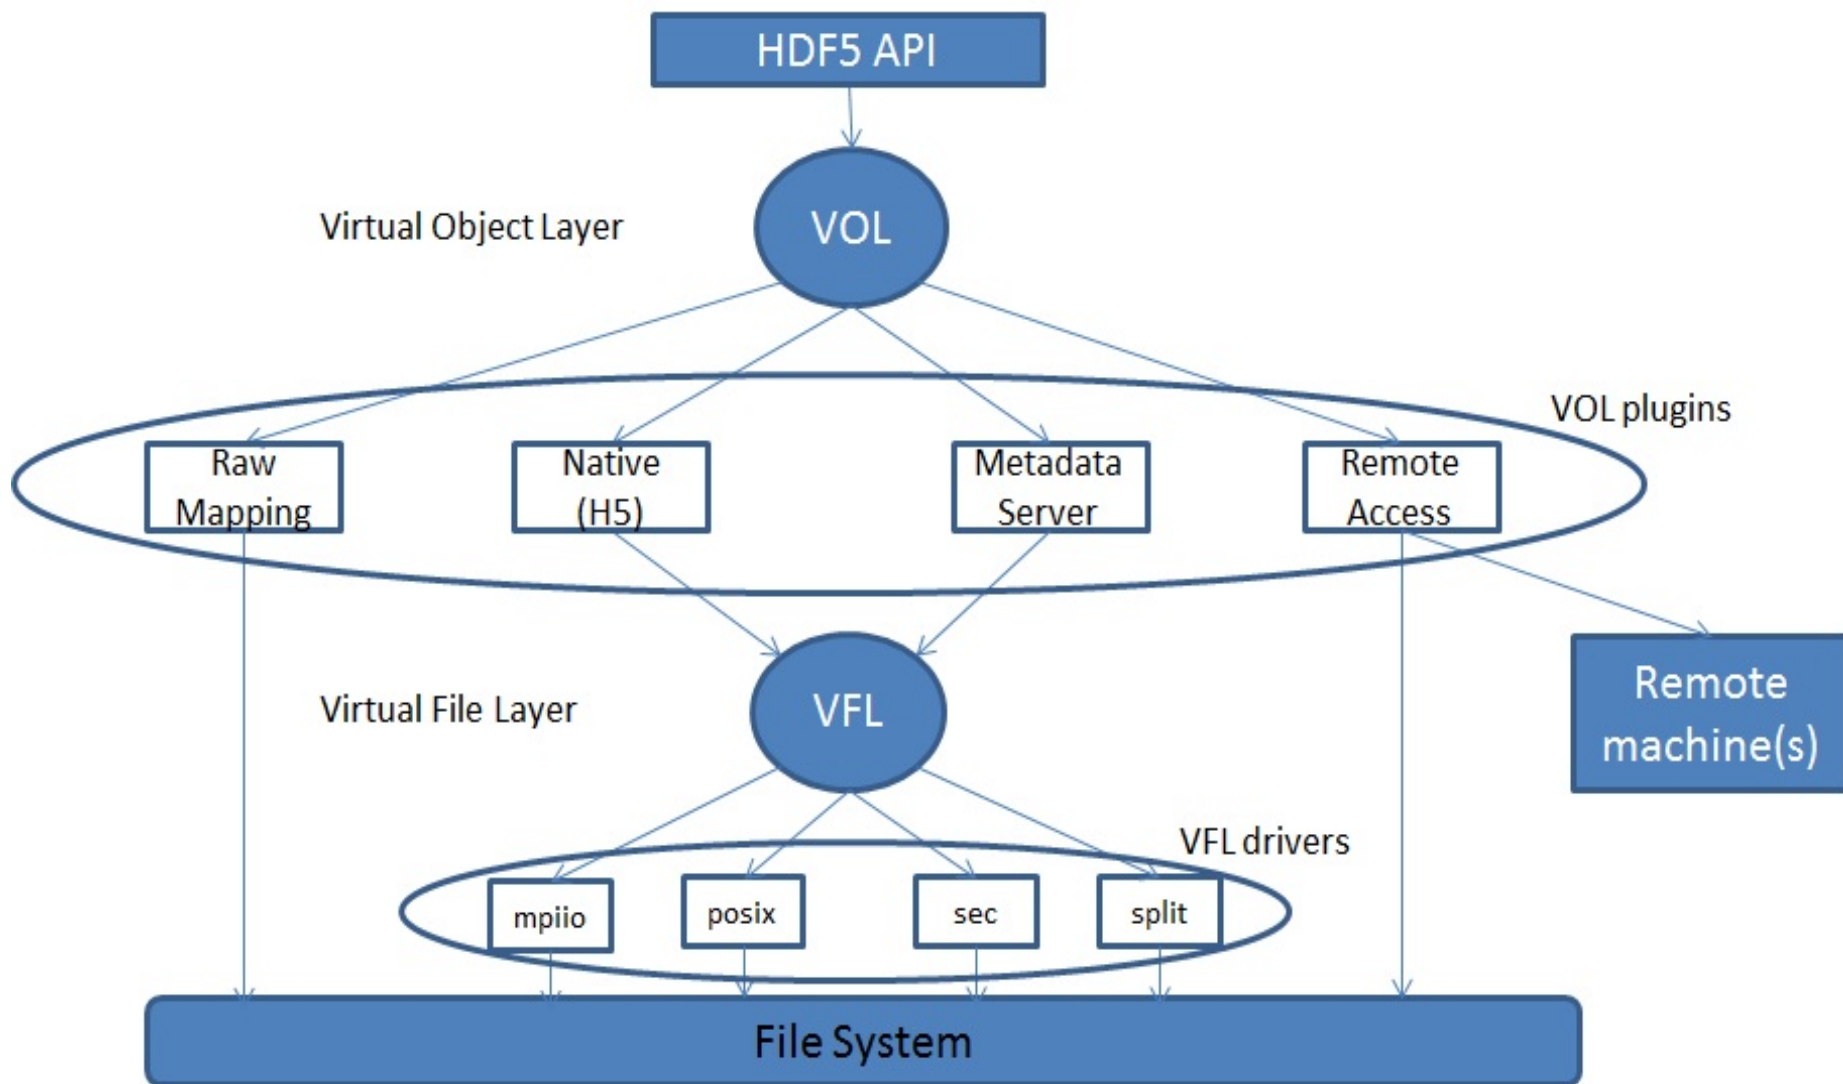 HDF5 API
Virtual Object Layer
VOL
VOL plugins
Raw
Mapping
Native
(H5)
Metadata
Server
Remote
Access
Virtual File Layer
VFL
Remote
machine(s)
VFL drivers
mpiio
posix
sec
split
File System